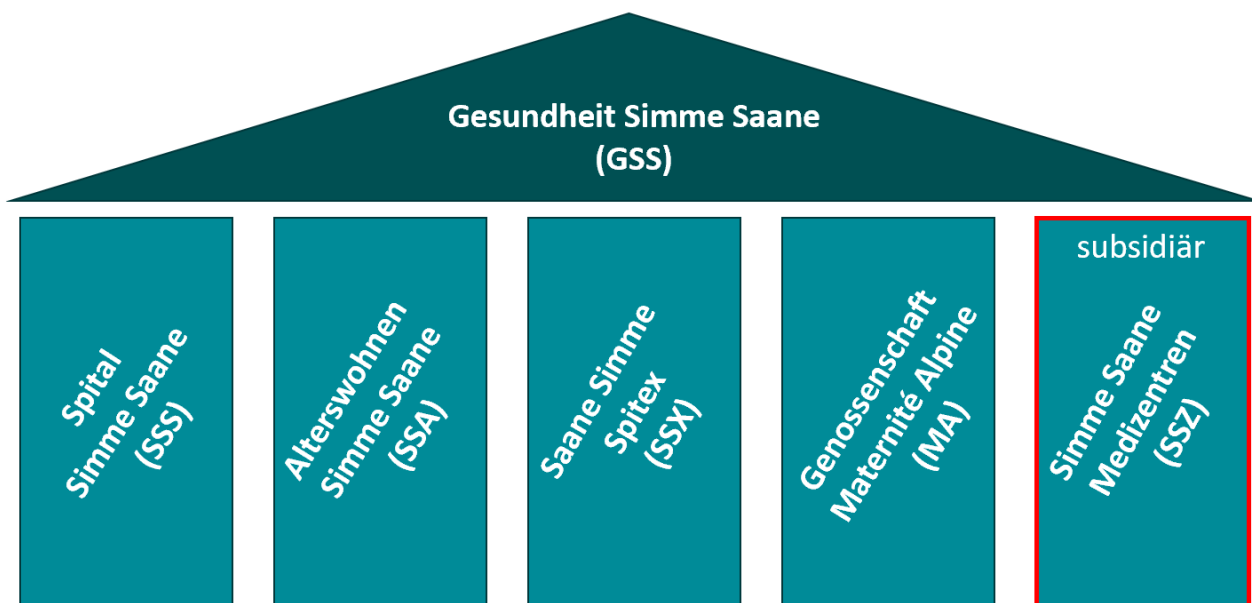 Gesundheit Simme Saane
(GSS)
Spital
Simme Saane
(SSS)
Alterswohnen
Simme Saane
(SSA)
Saane Simme
Spitex
(SSX)
Genossenschaft
Maternité Alpine
(MA)
subsidiär
Simme Saane
Medizentren
(SSZ)